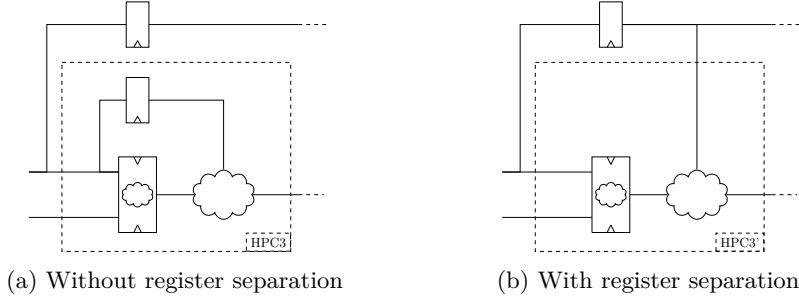 HPC3
HPC3'
(a) Without register separation
(b) With register separation